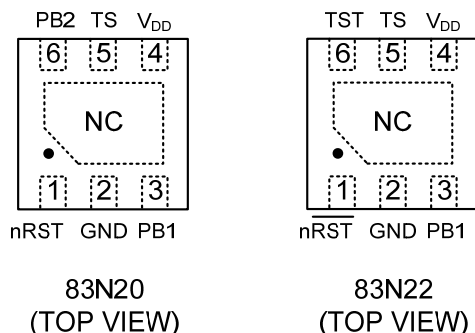 PB2 TS VDD TST TS VDD
6 5 4 6 5 4
NC NC
1 2 3 1 2 3
nRST GND PB1 nRST GND PB1
83N20 83N22
(TOP VIEW) (TOP VIEW)